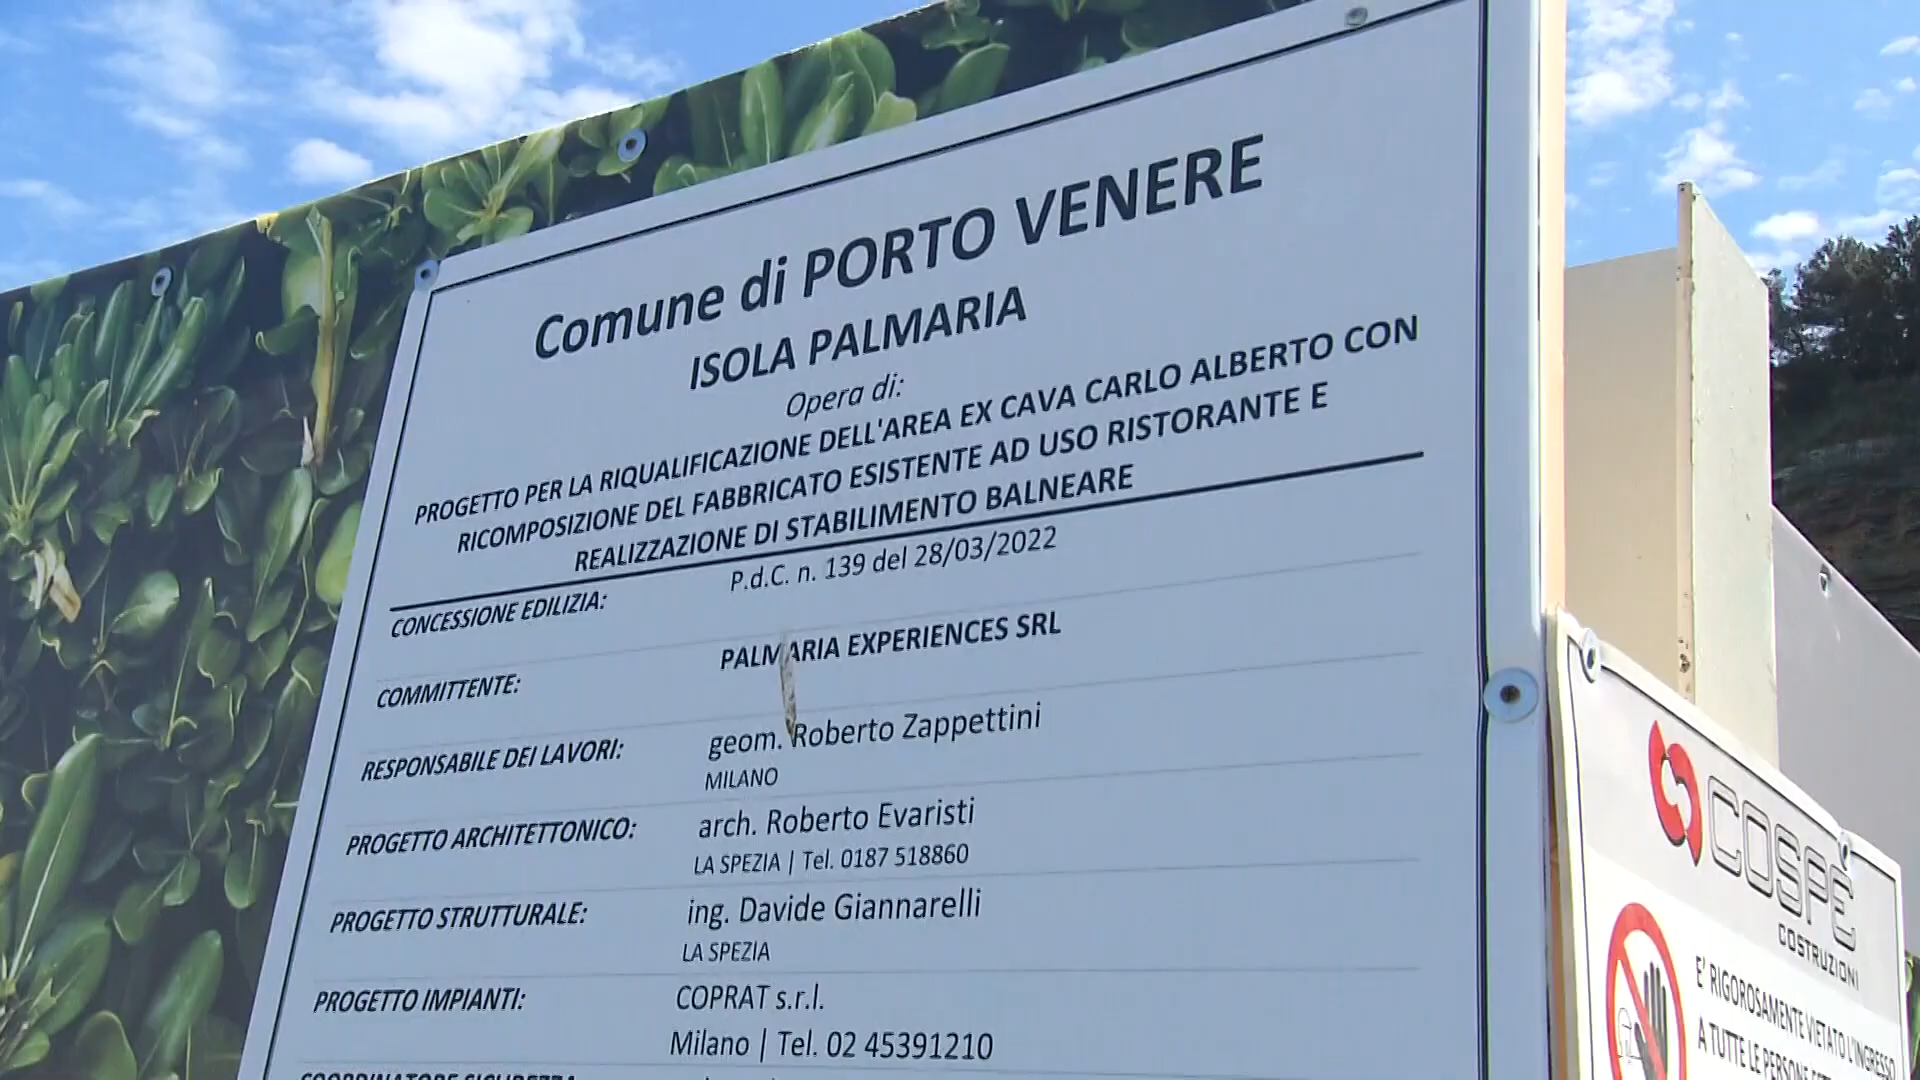 Comune di PORTO VENERE
ISOLA PALMARIA
Opera di:
PROGETTO PER LA RIQUALIFICAZIONE DELL'AREA EX CAVA CARLO ALBERTO CON
RICOMPOSIZIONE DEL FABBRICATO ESISTENTE AD USO RISTORANTE E
REALIZZAZIONE DI STABILIMENTO BALNEARE
CONCESSIONE EDILIZIA: P.d.C. n. 139 del 28/03/2022
COMMITTENTE: PALMARIA EXPERIENCES SRL
RESPONSABILE DEI LAVORI: geom. Roberto Zappettini
MILANO
PROGETTO ARCHITETTONICO: arch. Roberto Evaristi
LA SPEZIA | Tel. 0187 518860
PROGETTO STRUTTURALE: ing. Davide Giannarelli
LA SPEZIA
PROGETTO IMPIANTI: COPRAT s.r.l.
Milano | Tel. 02 45391210
COSPE
COSTRUZIONI
E' RIGOROSAMENTE VIETATO L'INGRESSO
A TUTTE LE PERSONE